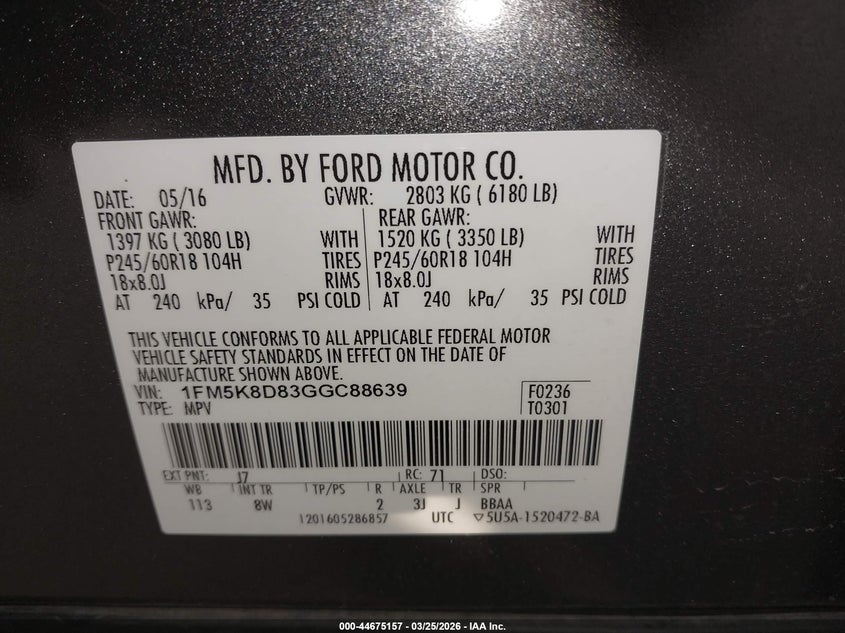 MFD. BY FORD MOTOR CO.
DATE: 05/16 GVWR: 2803 KG ( 6180 LB)
FRONT GAWR: REAR GAWR:
1397 KG ( 3080 LB) WITH 1520 KG ( 3350 LB) WITH
P245/60R18 104H TIRES P245/60R18 104H TIRES
18x8.0J RIMS 18x8.0J RIMS
AT 240 kPa/ 35 PSI COLD AT 240 kPa/ 35 PSI COLD
THIS VEHICLE CONFORMS TO ALL APPLICABLE FEDERAL MOTOR
VEHICLE SAFETY STANDARDS IN EFFECT ON THE DATE OF
MANUFACTURE SHOWN ABOVE.
VIN: 1FM5K8D83GGC88639 F0236
TYPE: MPV T0301
EXT PNT: J7 RC: 71 DSO:
WB INT TR TP/PS R AXLE TR SPR
113 8W 2 3J J BBAA
1201605286857 UTC ▽5U5A-1520472-BA
000-44675157 - 03/25/2026 - IAA Inc.